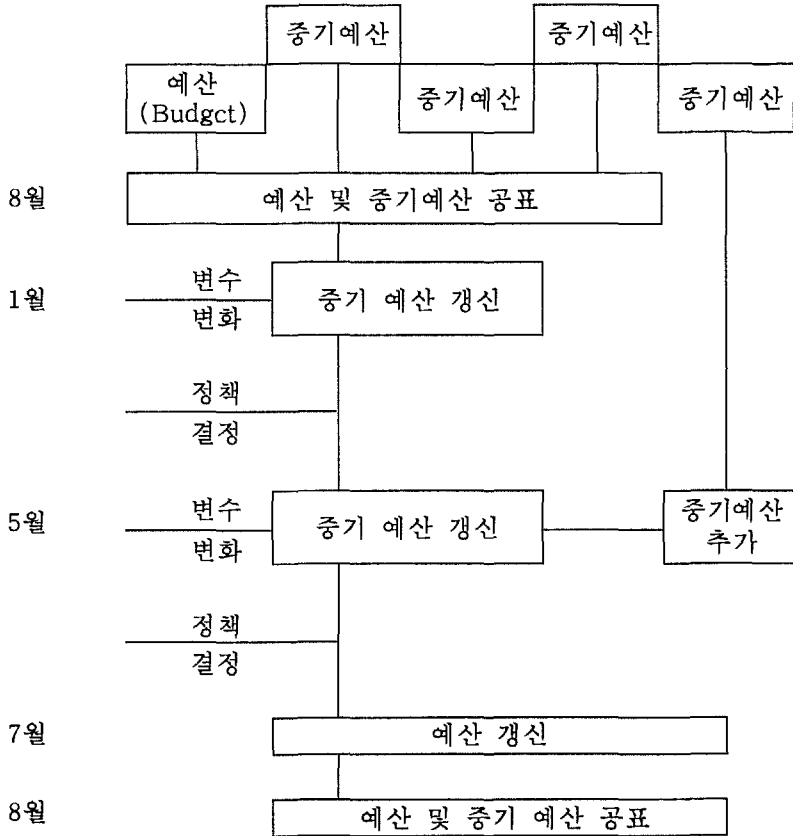 중기예산
중기예산
예산
(Budgct)
중기예산
중기예산
8월
예산 및 중기예산 공표
1월
변수
변화
중기 예산 갱신
정책
결정
5월
변수
변화
중기 예산 갱신
중기예산
추가
정책
결정
7월
예산 갱신
8월
예산 및 중기 예산 공표